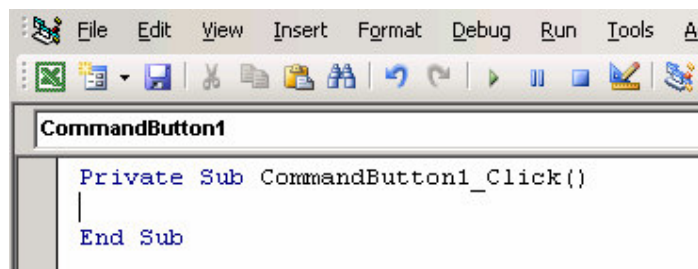 File Edit View Insert Format Debug Run Tools A
CommandButton1
Private Sub CommandButton1_Click()
End Sub